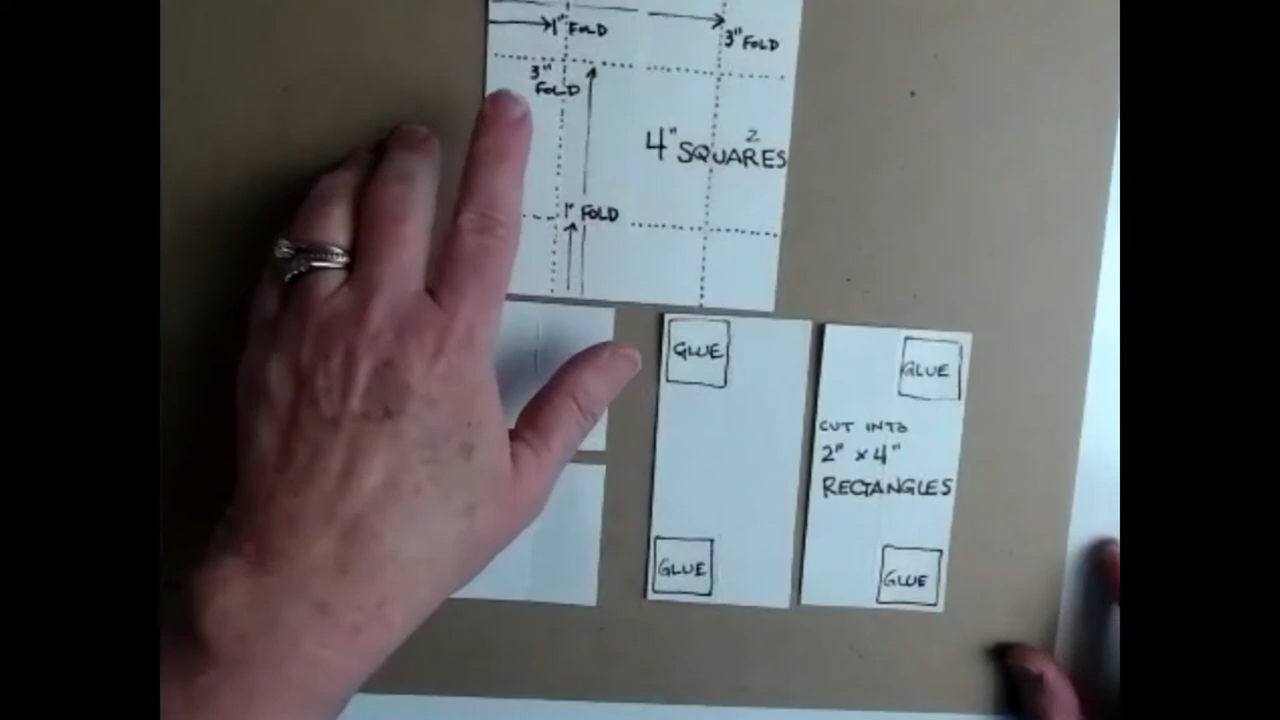 1" FOLD
3" FOLD
3"
FOLD
2
4" SQUARES
1" FOLD
GLUE
GLUE
CUT INTO
2" x 4"
RECTANGLES
GLUE
GLUE